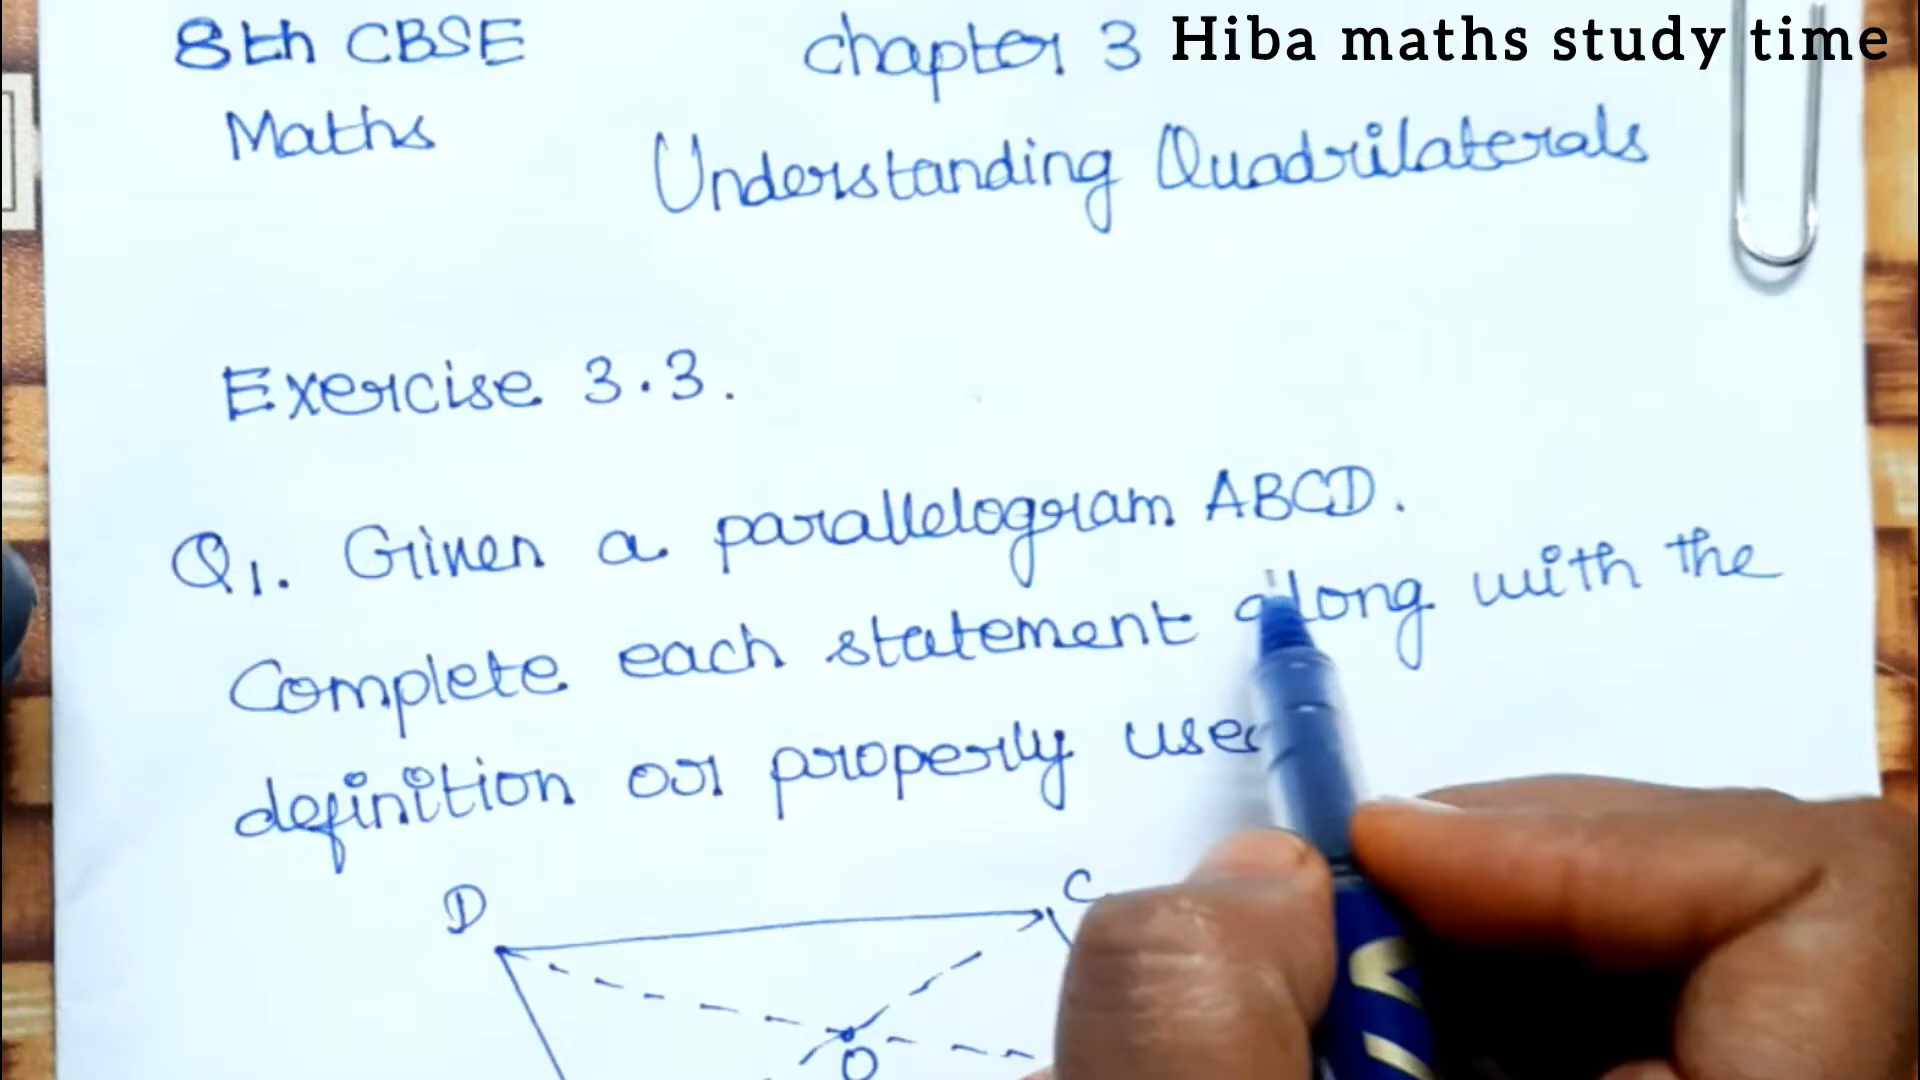 8th CBSE
Maths
chapter 3
Understanding Quadrilaterals
Hiba maths study time
Exercise 3.3.
Q1. Given a parallelogram ABCD.
Complete each statement along with the
definition or property
D
C
O